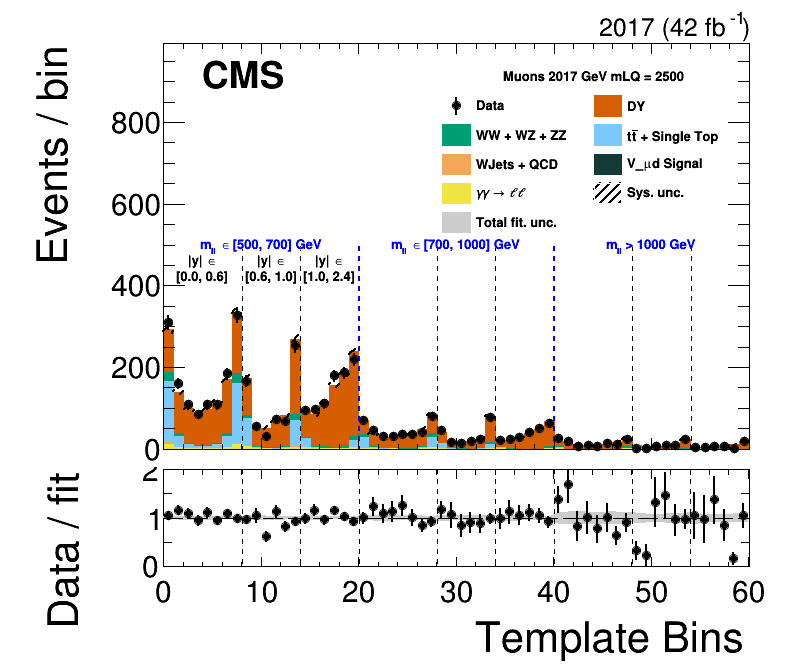 2017 (42 fb⁻¹)
CMS
Muons 2017 GeV mLQ = 2500
Data
DY
WW + WZ + ZZ
tt̄ + Single Top
WJets + QCD
V_μd Signal
γγ → ℓℓ
Sys. unc.
Total fit. unc.
Events / bin
800
600
400
200
0
m_ll ∈ [500, 700] GeV
m_ll ∈ [700, 1000] GeV
m_ll > 1000 GeV
|y| ∈ |y| ∈ |y| ∈
[0.0, 0.6] [0.6, 1.0] [1.0, 2.4]
Data / fit
2
1
0
0 10 20 30 40 50 60
Template Bins